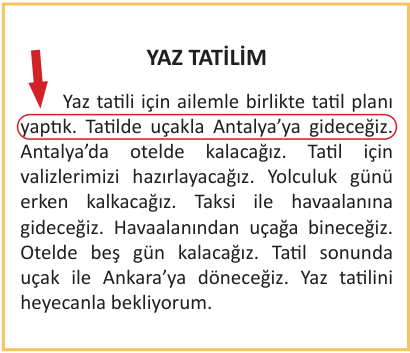 YAZ TATİLİM
Yaz tatili için ailemle birlikte tatil planı
yaptık. Tatilde uçakla Antalya’ya gideceğiz.
Antalya’da otelde kalacağız. Tatil için
valizlerimizi hazırlayacağız. Yolculuk günü
erken kalkacağız. Taksi ile havaalanına
gideceğiz. Havaalanından uçağa bineceğiz.
Otelde beş gün kalacağız. Tatil sonunda
uçak ile Ankara’ya döneceğiz. Yaz tatilini
heyecanla bekliyorum.